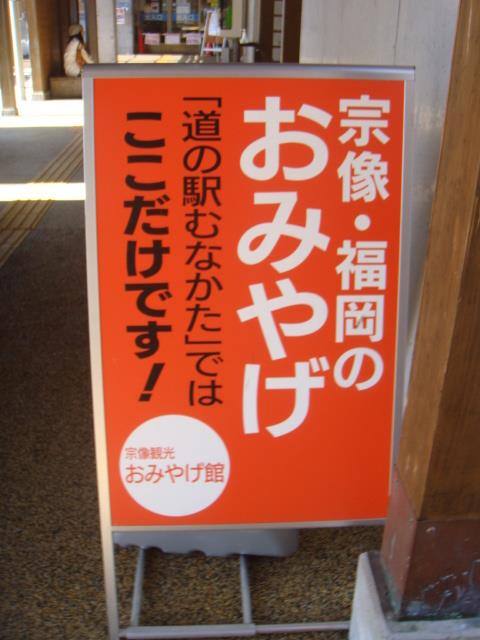 宗像・福岡の
おみやげ
「道の駅むなかた」では
ここだけです!
宗像観光
おみやげ館